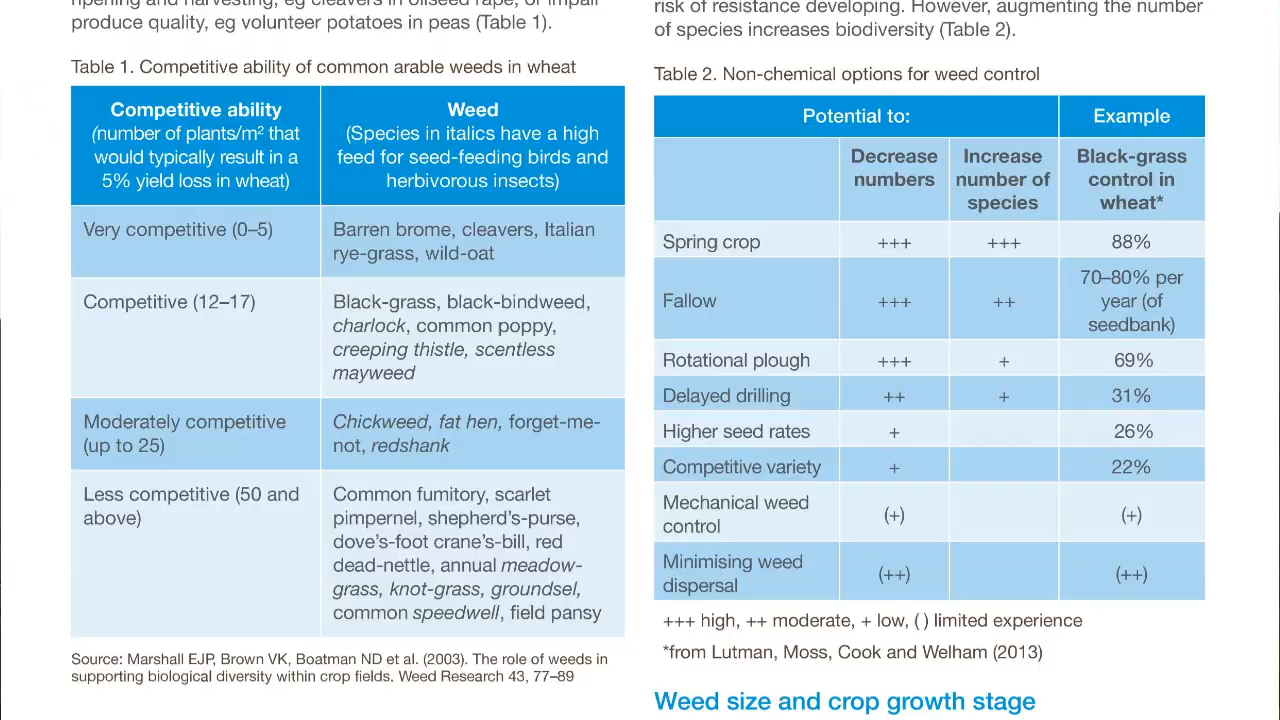 ripening and harvesting, eg cleavers in oilseed rape, or impair
produce quality, eg volunteer potatoes in peas (Table 1).
Table 1. Competitive ability of common arable weeds in wheat
Competitive ability
(number of plants/m² that
would typically result in a
5% yield loss in wheat)
Weed
(Species in italics have a high
feed for seed-feeding birds and
herbivorous insects)
Very competitive (0–5)
Barren brome, cleavers, Italian
rye-grass, wild-oat
Competitive (12–17)
Black-grass, black-bindweed,
charlock, common poppy,
creeping thistle, scentless
mayweed
Moderately competitive
(up to 25)
Chickweed, fat hen, forget-me-
not, redshank
Less competitive (50 and
above)
Common fumitory, scarlet
pimpernel, shepherd's-purse,
dove's-foot crane's-bill, red
dead-nettle, annual meadow-
grass, knot-grass, groundsel,
common speedwell, field pansy
Source: Marshall EJP, Brown VK, Boatman ND et al. (2003). The role of weeds in
supporting biological diversity within crop fields. Weed Research 43, 77–89
risk of resistance developing. However, augmenting the number
of species increases biodiversity (Table 2).
Table 2. Non-chemical options for weed control
Potential to: Example
Decrease
numbers
Increase
number of
species
Black-grass
control in
wheat*
Spring crop +++ +++ 88%
Fallow +++ ++ 70–80% per
year (of
seedbank)
Rotational plough +++ + 69%
Delayed drilling ++ + 31%
Higher seed rates + 26%
Competitive variety + 22%
Mechanical weed
control
(+) (+)
Minimising weed
dispersal
(++) (++)
+++ high, ++ moderate, + low, ( ) limited experience
*from Lutman, Moss, Cook and Welham (2013)
Weed size and crop growth stage